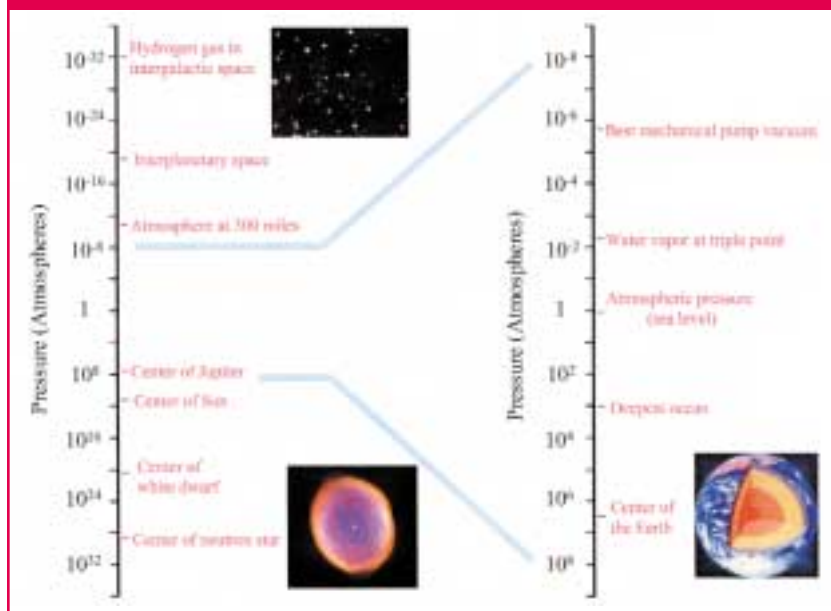 Pressure (Atmospheres)
10⁻³²
Hydrogen gas in
intergalactic space
10⁻²⁴
Interplanetary space
10⁻¹⁶
Atmosphere at 300 miles
10⁻⁸
1
10⁸
Center of Jupiter
Center of Sun
10¹⁶
Center of
white dwarf
10²⁴
Center of neutron star
10³²
Pressure (Atmospheres)
10⁻⁸
10⁻⁶
Best mechanical pump vacuum
10⁻⁴
10⁻²
Water vapor at triple point
Atmospheric pressure
1
(sea level)
10²
Deepest ocean
10⁴
10⁶
Center of
the Earth
10⁸